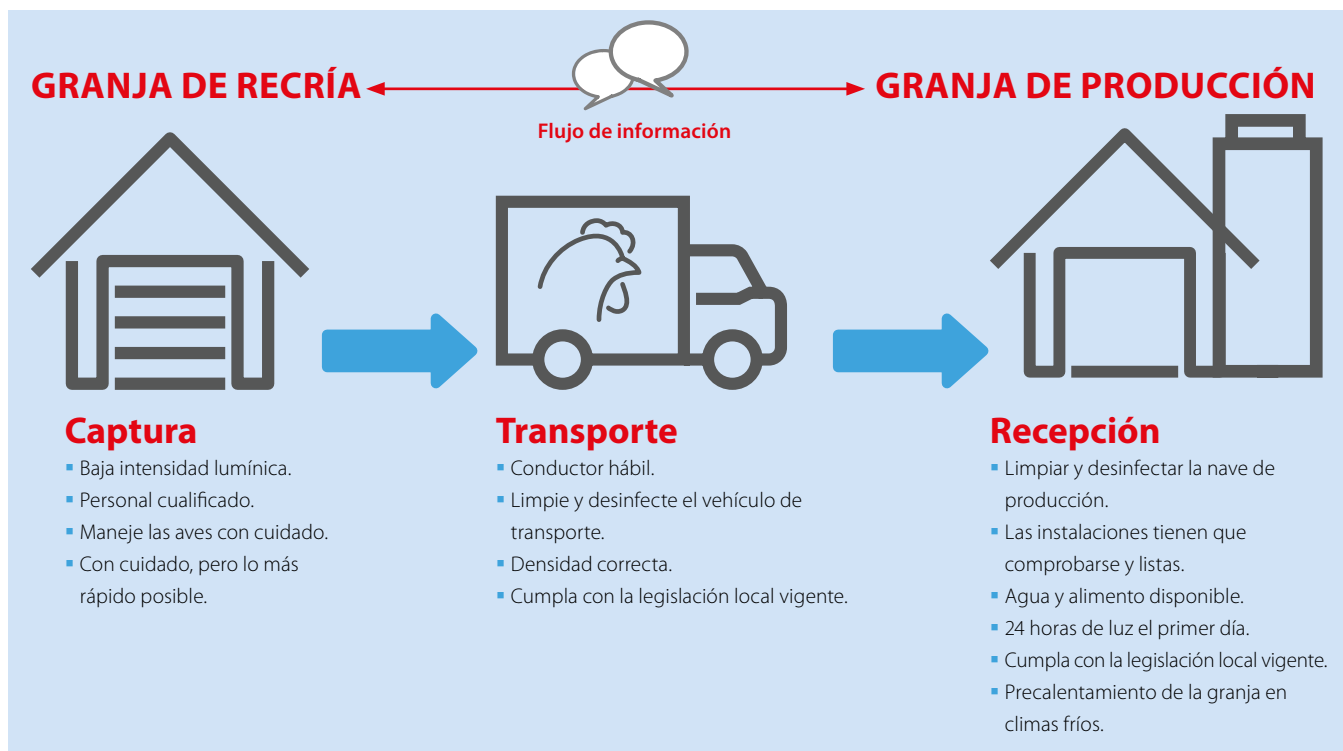 GRANJA DE RECRÍA
GRANJA DE PRODUCCIÓN
Flujo de información
Captura
▪ Baja intensidad lumínica.
▪ Personal cualificado.
▪ Maneje las aves con cuidado.
▪ Con cuidado, pero lo más
rápido posible.
Transporte
▪ Conductor hábil.
▪ Limpie y desinfecte el vehículo de
transporte.
▪ Densidad correcta.
▪ Cumpla con la legislación local vigente.
Recepción
▪ Limpiar y desinfectar la nave de
producción.
▪ Las instalaciones tienen que
comprobarse y listas.
▪ Agua y alimento disponible.
▪ 24 horas de luz el primer día.
▪ Cumpla con la legislación local vigente.
▪ Precalentamiento de la granja en
climas fríos.